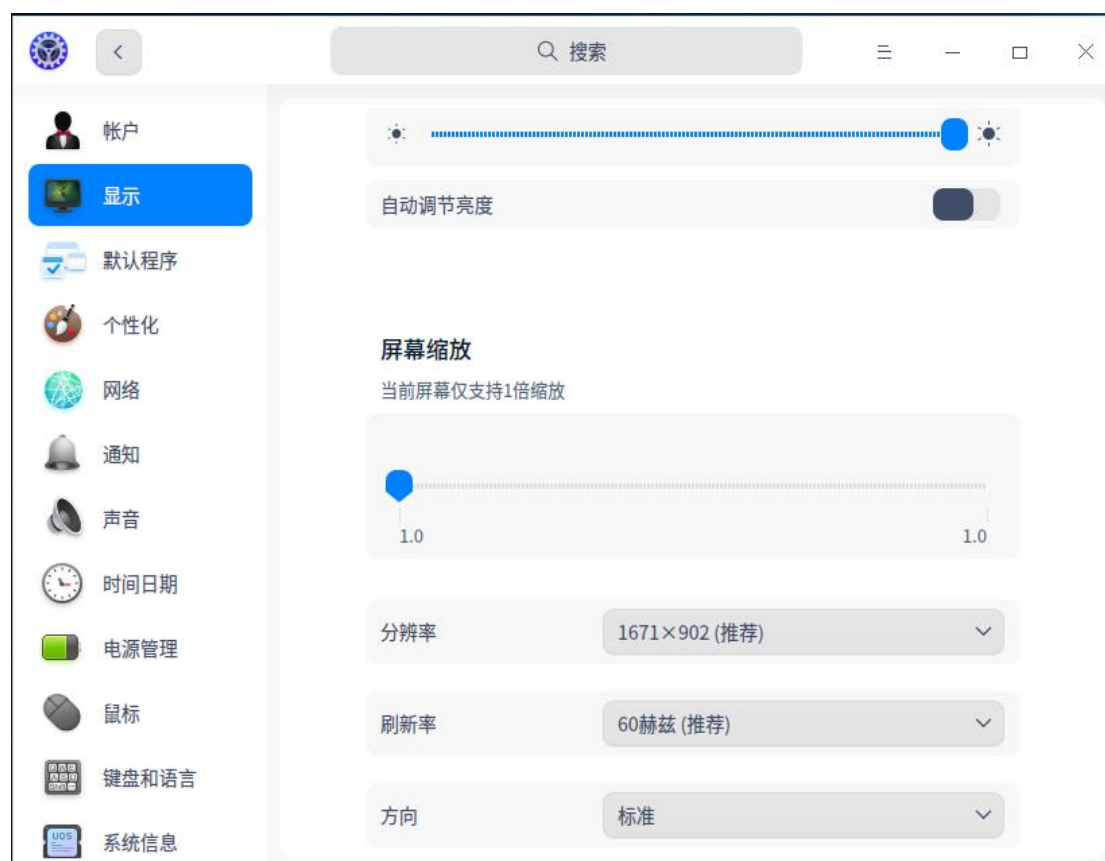 搜索
帐户
显示
默认程序
个性化
网络
通知
声音
时间日期
电源管理
鼠标
键盘和语言
UOS
系统信息
自动调节亮度
屏幕缩放
当前屏幕仅支持1倍缩放
1.0 1.0
分辨率 1671×902 (推荐)
刷新率 60赫兹 (推荐)
方向 标准